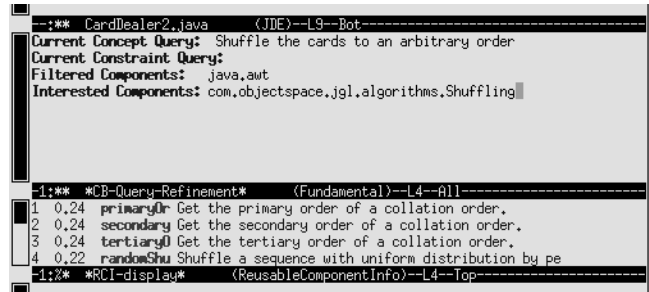 --:** CardDealer2.java (JDE)--L9--Bot----------------------------------------
Current Concept Query: Shuffle the cards to an arbitrary order
Current Constraint Query:
Filtered Components: java.awt
Interested Components: com.objectspace.jgl.algorithms.Shuffling
-1:** *CB-Query-Refinement* (Fundamental)--L4--All--------------------------
1 0.24 primaryOr Get the primary order of a collation order.
2 0.24 secondary Get the secondary order of a collation order.
3 0.24 tertiaryO Get the tertiary order of a collation order.
4 0.22 randomShu Shuffle a sequence with uniform distribution by pe
-1:%* *RCI-display* (ReusableComponentInfo)--L4--Top------------------------